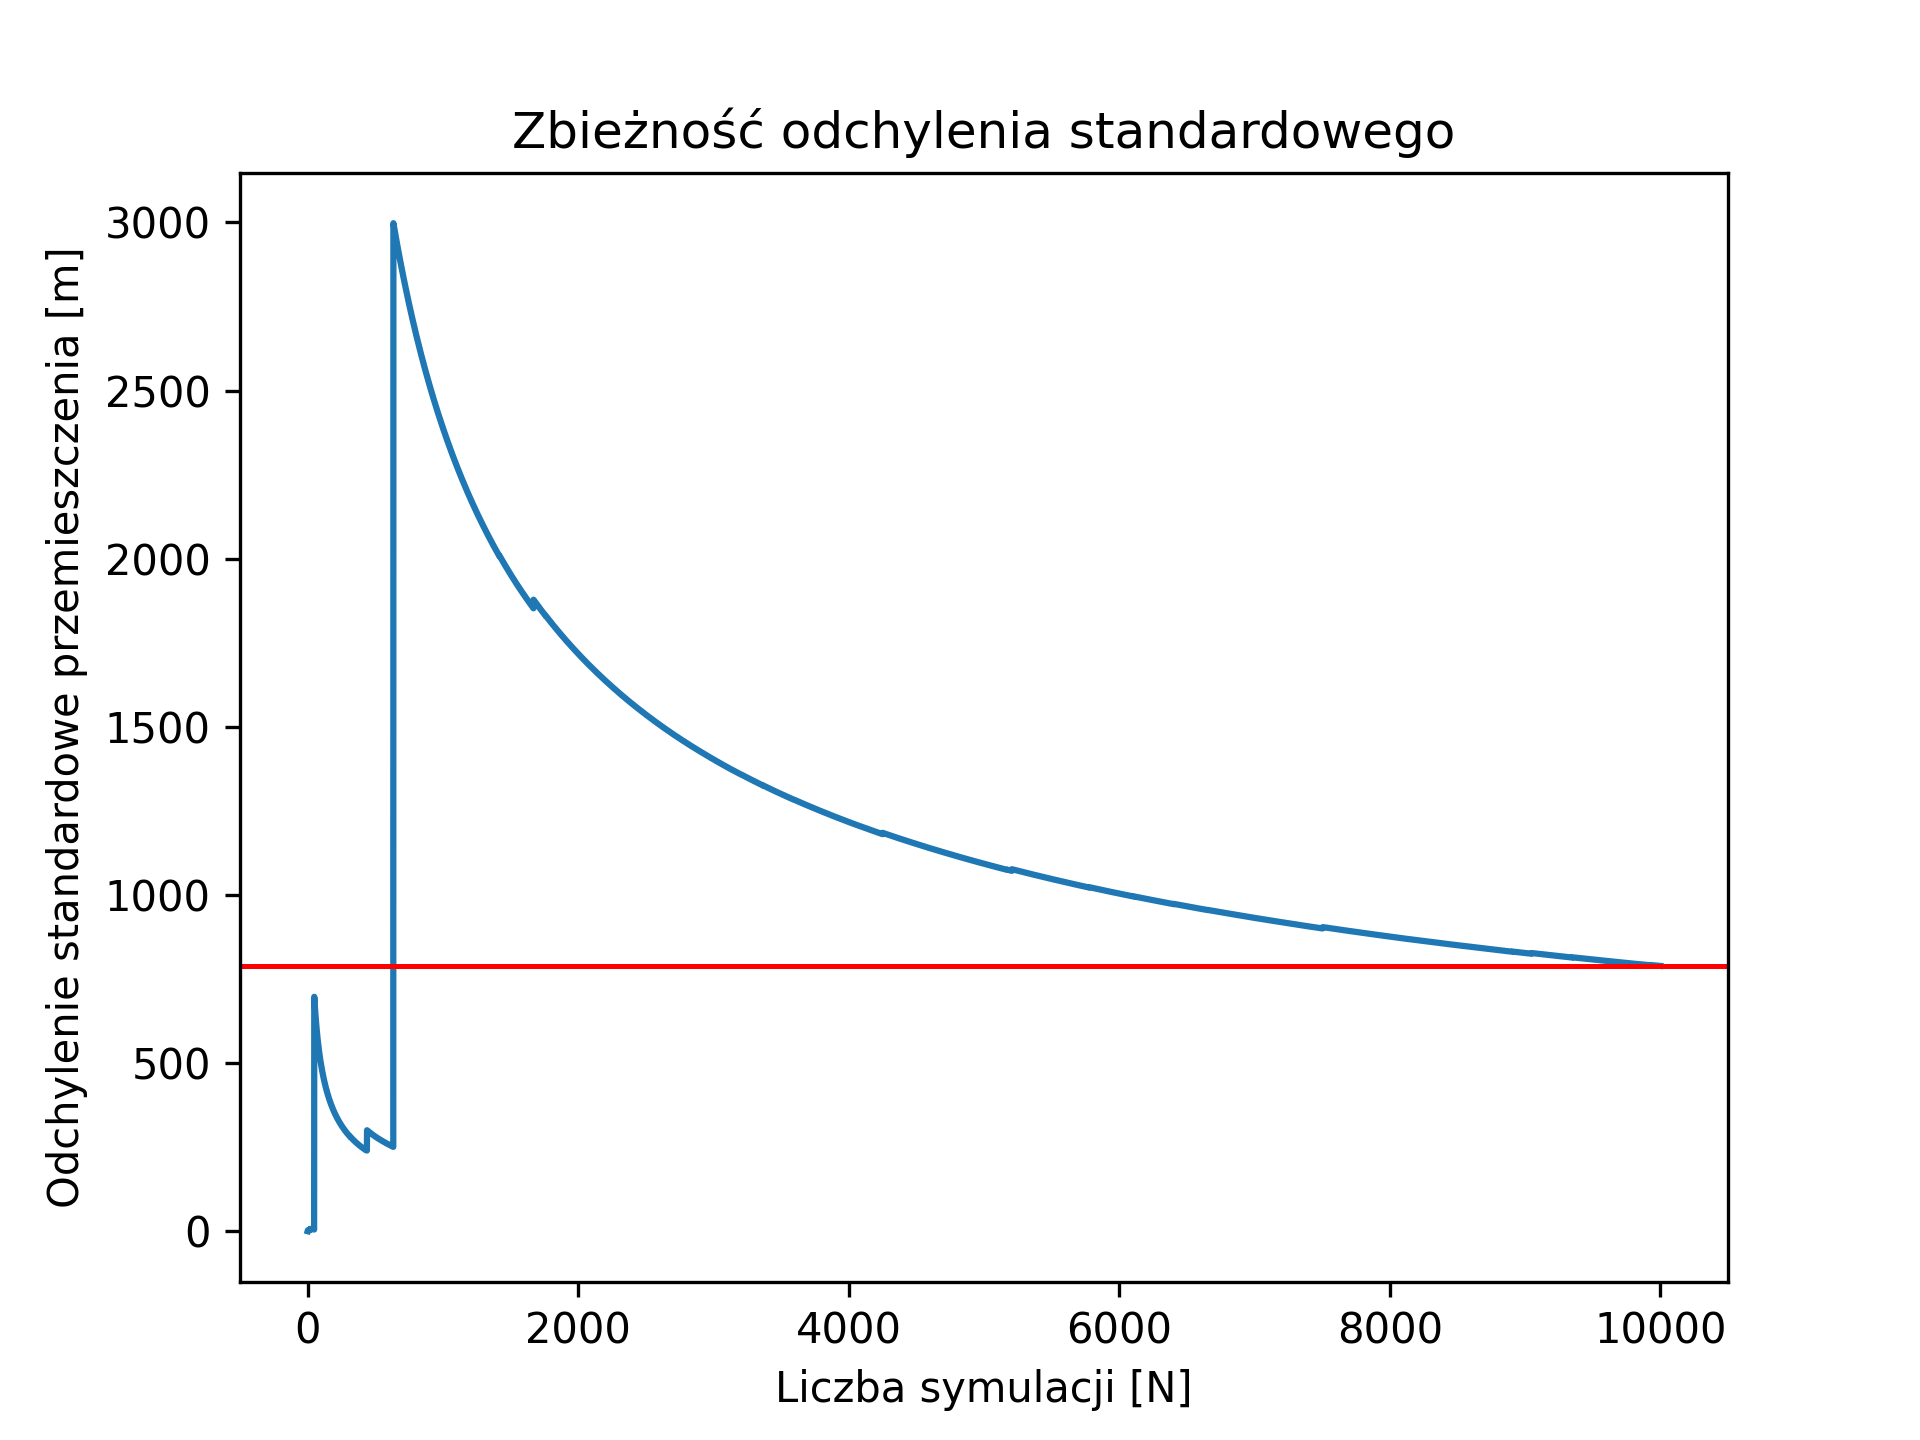 Zbieżność odchylenia standardowego
Odchylenie standardowe przemieszczenia [m]
3000
2500
2000
1500
1000
500
0
0 2000 4000 6000 8000 10000
Liczba symulacji [N]